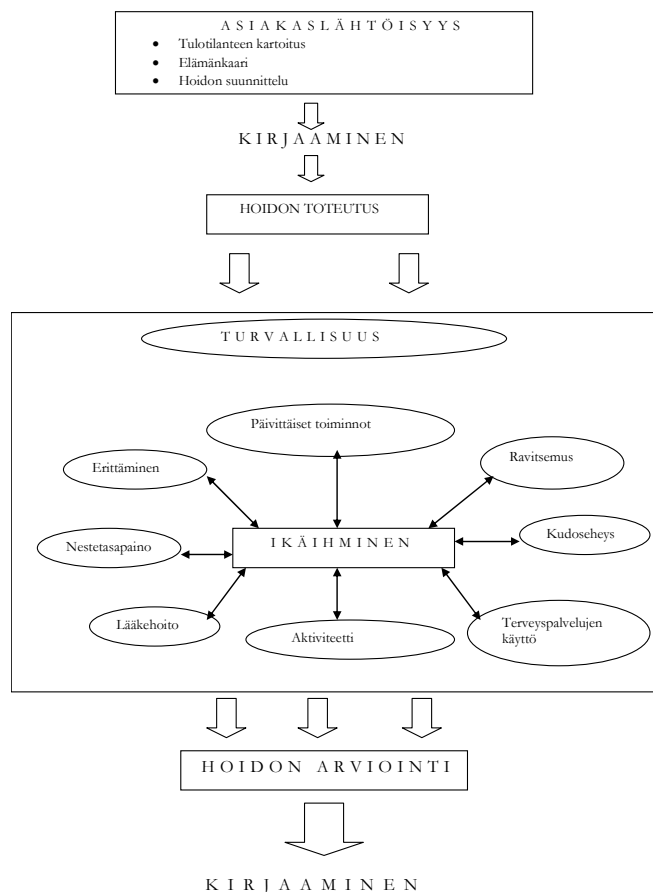 A S I A K A S L Ä H T Ö I S Y Y S
• Tulotilanteen kartoitus
• Elämänkaari
• Hoidon suunnittelu
K I R J A A M I N E N
HOIDON TOTEUTUS
T U R V A L L I S U U S
Päivittäiset toiminnot
Erittäminen
Ravitsemus
I K Ä I H M I N E N
Nestetasapaino
Kudoseheys
Lääkehoito
Aktiviteetti
Terveyspalvelujen
käyttö
H O I D O N A R V I O I N T I
K I R J A A M I N E N